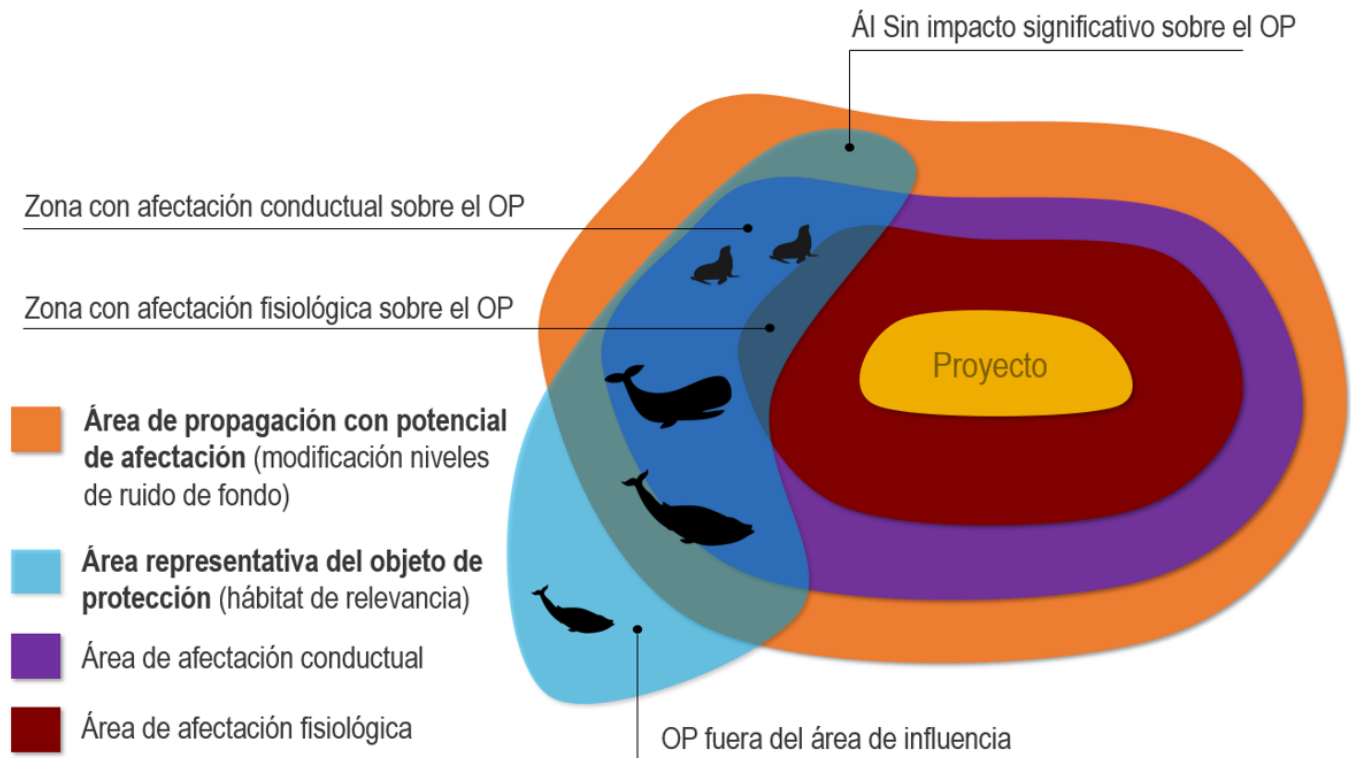 ÁI Sin impacto significativo sobre el OP
Zona con afectación conductual sobre el OP
Zona con afectación fisiológica sobre el OP
Proyecto
Área de propagación con potencial
de afectación (modificación niveles
de ruido de fondo)
Área representativa del objeto de
protección (hábitat de relevancia)
Área de afectación conductual
Área de afectación fisiológica
OP fuera del área de influencia